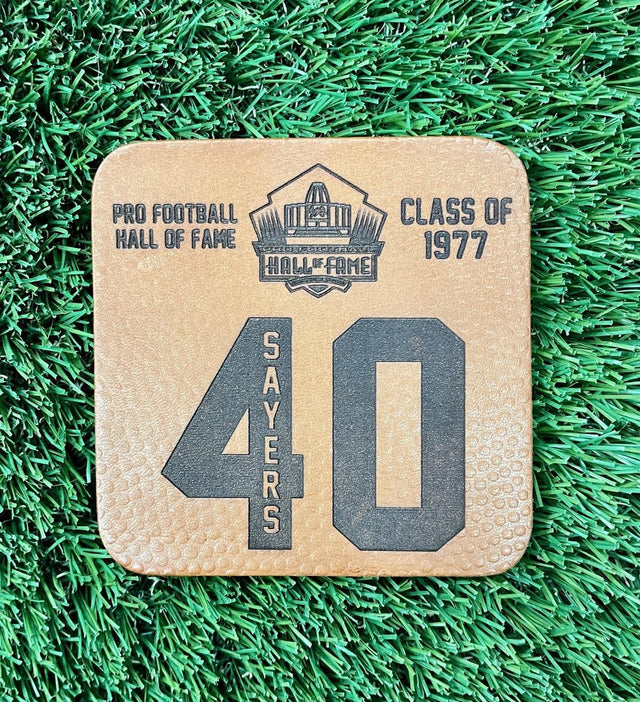 PRO FOOTBALL
HALL OF FAME
HALL OF FAME
CLASS OF
1977
40
SAYERS